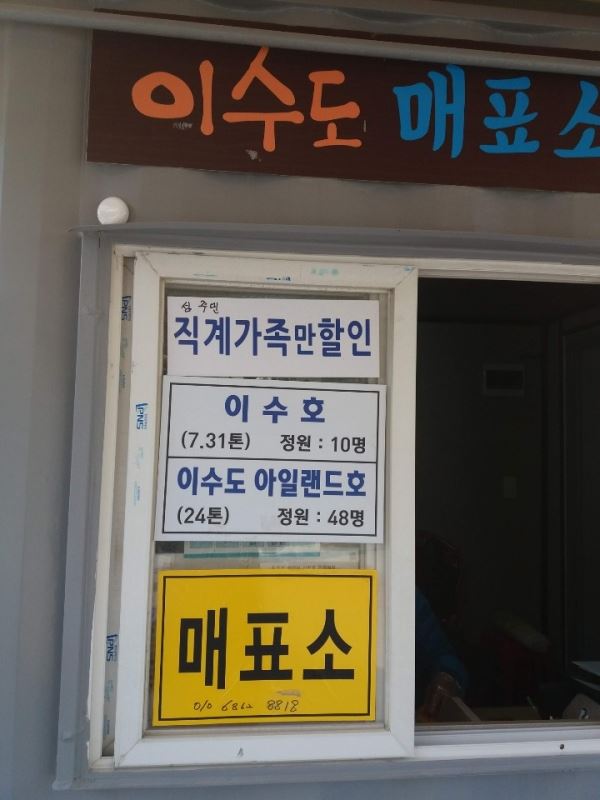 이수도 매표소
섬 주민
직계가족만할인
이 수 호
(7.31톤) 정원 : 10명
이수도 아일랜드호
(24톤) 정원 : 48명
매표소
010 6862 8818